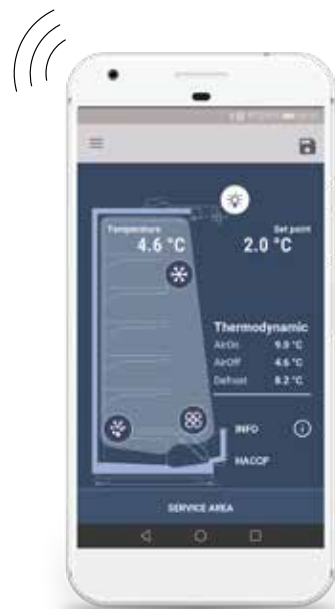 Temperature
4.6 °C
Set point
2.0 °C
Thermodynamic
AirOn 9.9 °C
AirOff 4.6 °C
Defrost 8.2 °C
INFO
HACCP
SERVICE AREA